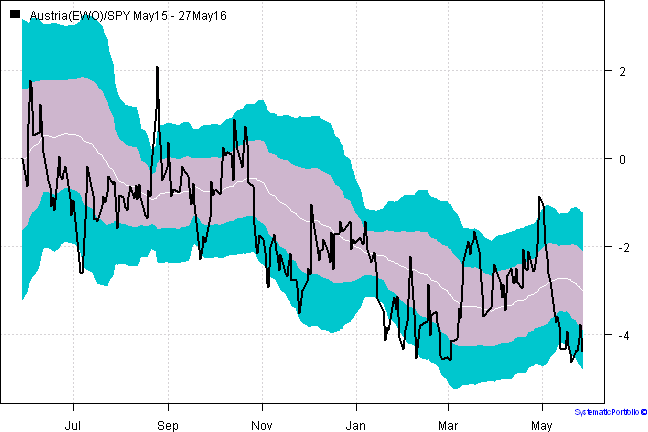 Austria(EWO)/SPY May15 - 27May16
2
0
-2
-4
Jul Sep Nov Jan Mar May
SystematicPortfolio ©